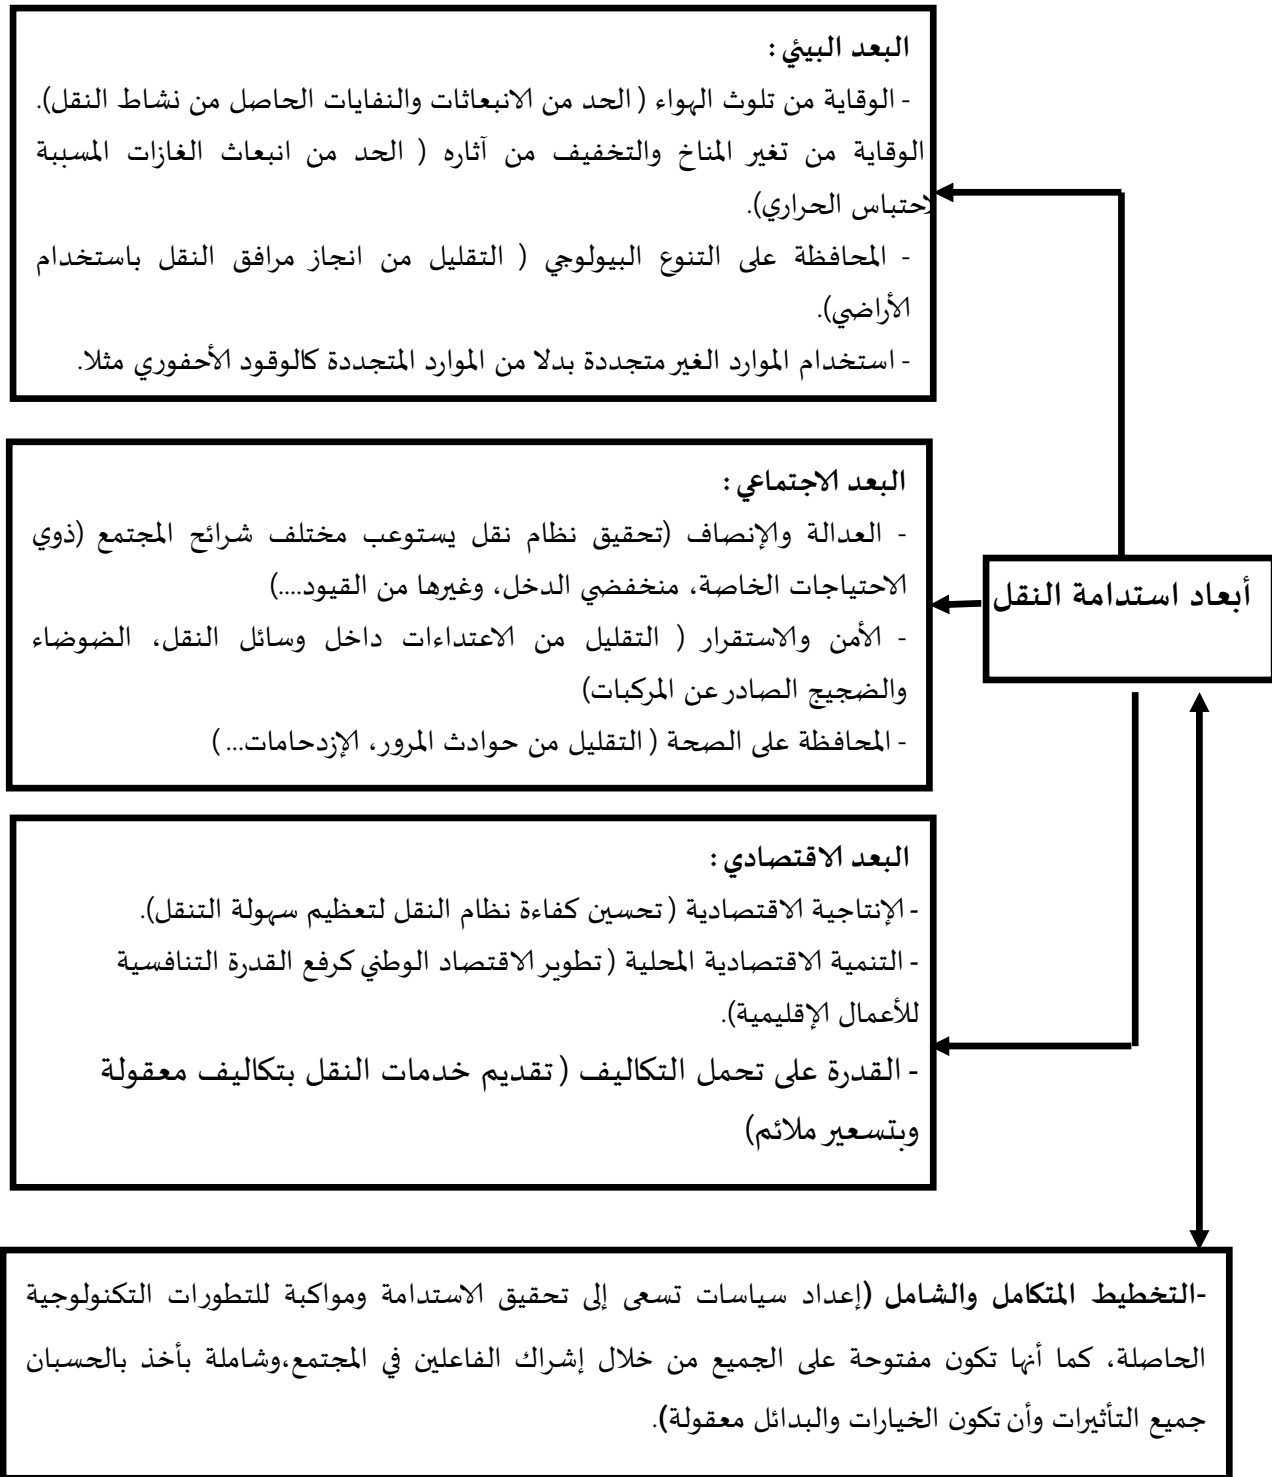 البعد البيئي :
- الوقاية من تلوث الهواء ( الحد من الانبعاثات والنفايات الحاصل من نشاط النقل).
الوقاية من تغير المناخ والتخفيف من آثاره ( الحد من انبعاث الغازات المسببة
لاحتباس الحراري).
- المحافظة على التنوع البيولوجي ( التقليل من انجاز مرافق النقل باستخدام
الأراضي).
- استخدام الموارد الغير متجددة بدلا من الموارد المتجددة كالوقود الأحفوري مثلا.
البعد الاجتماعي :
- العدالة والإنصاف (تحقيق نظام نقل يستوعب مختلف شرائح المجتمع (ذوي
الاحتياجات الخاصة، منخفضي الدخل، وغيرها من القيود....)
- الأمن والاستقرار ( التقليل من الاعتداءات داخل وسائل النقل، الضوضاء
والضجيج الصادر عن المركبات)
- المحافظة على الصحة ( التقليل من حوادث المرور، الإزدحامات... )
أبعاد استدامة النقل
البعد الاقتصادي :
- الإنتاجية الاقتصادية ( تحسين كفاءة نظام النقل لتعظيم سهولة التنقل).
- التنمية الاقتصادية المحلية ( تطوير الاقتصاد الوطني كرفع القدرة التنافسية
للأعمال الإقليمية).
- القدرة على تحمل التكاليف ( تقديم خدمات النقل بتكاليف معقولة
وبتسعير ملائم)
-التخطيط المتكامل والشامل (إعداد سياسات تسعى إلى تحقيق الاستدامة ومواكبة للتطورات التكنولوجية
الحاصلة، كما أنها تكون مفتوحة على الجميع من خلال إشراك الفاعلين في المجتمع،وشاملة بأخذ بالحسبان
جميع التأثيرات وأن تكون الخيارات والبدائل معقولة).